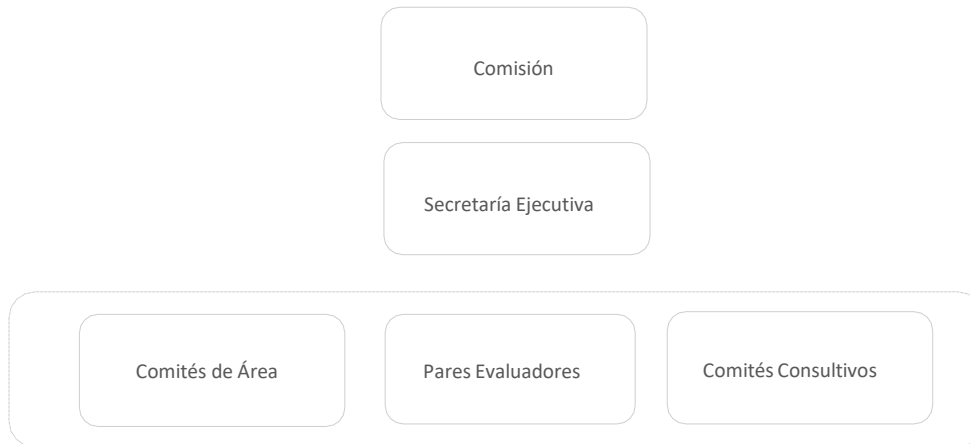 Comisión
Secretaría Ejecutiva
Comités de Área
Pares Evaluadores
Comités Consultivos